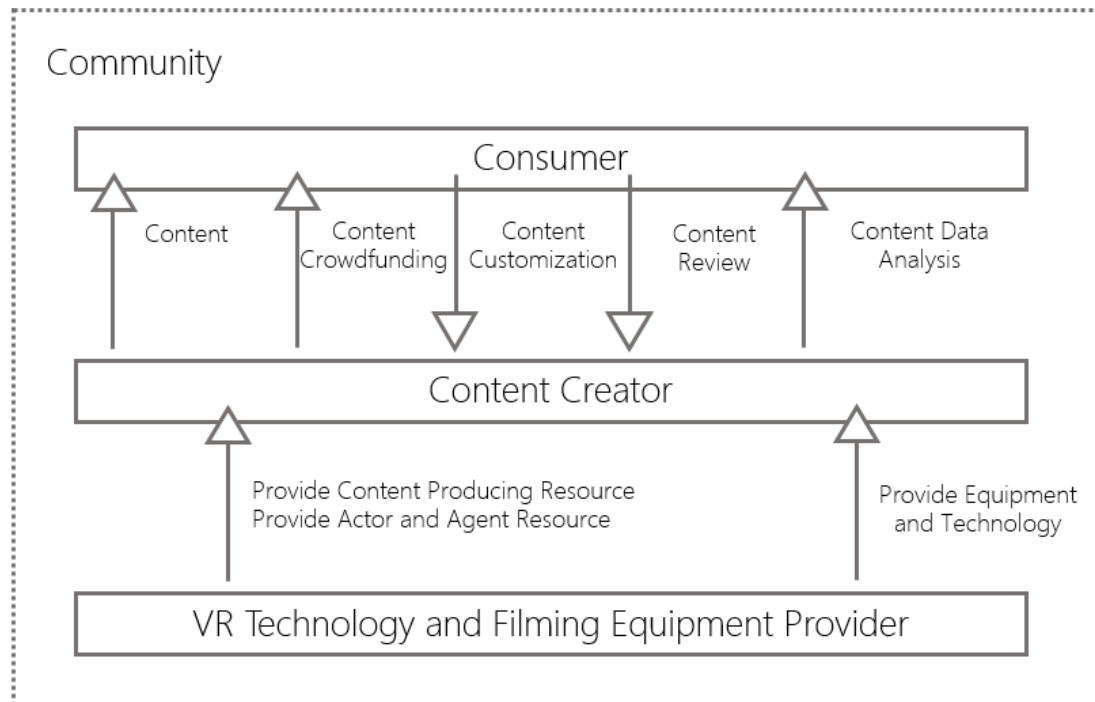 Community
Consumer
Content
Content
Crowdfunding
Content
Customization
Content
Review
Content Data
Analysis
Content Creator
Provide Content Producing Resource
Provide Actor and Agent Resource
Provide Equipment
and Technology
VR Technology and Filming Equipment Provider